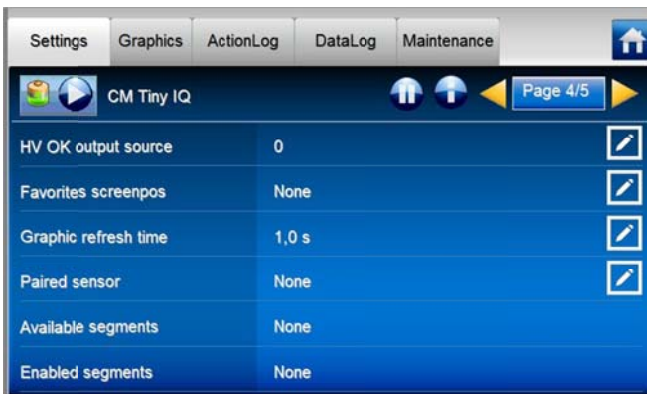 Settings Graphics ActionLog DataLog Maintenance
CM Tiny IQ Page 4/5
HV OK output source 0
Favorites screenpos None
Graphic refresh time 1,0 s
Paired sensor None
Available segments None
Enabled segments None